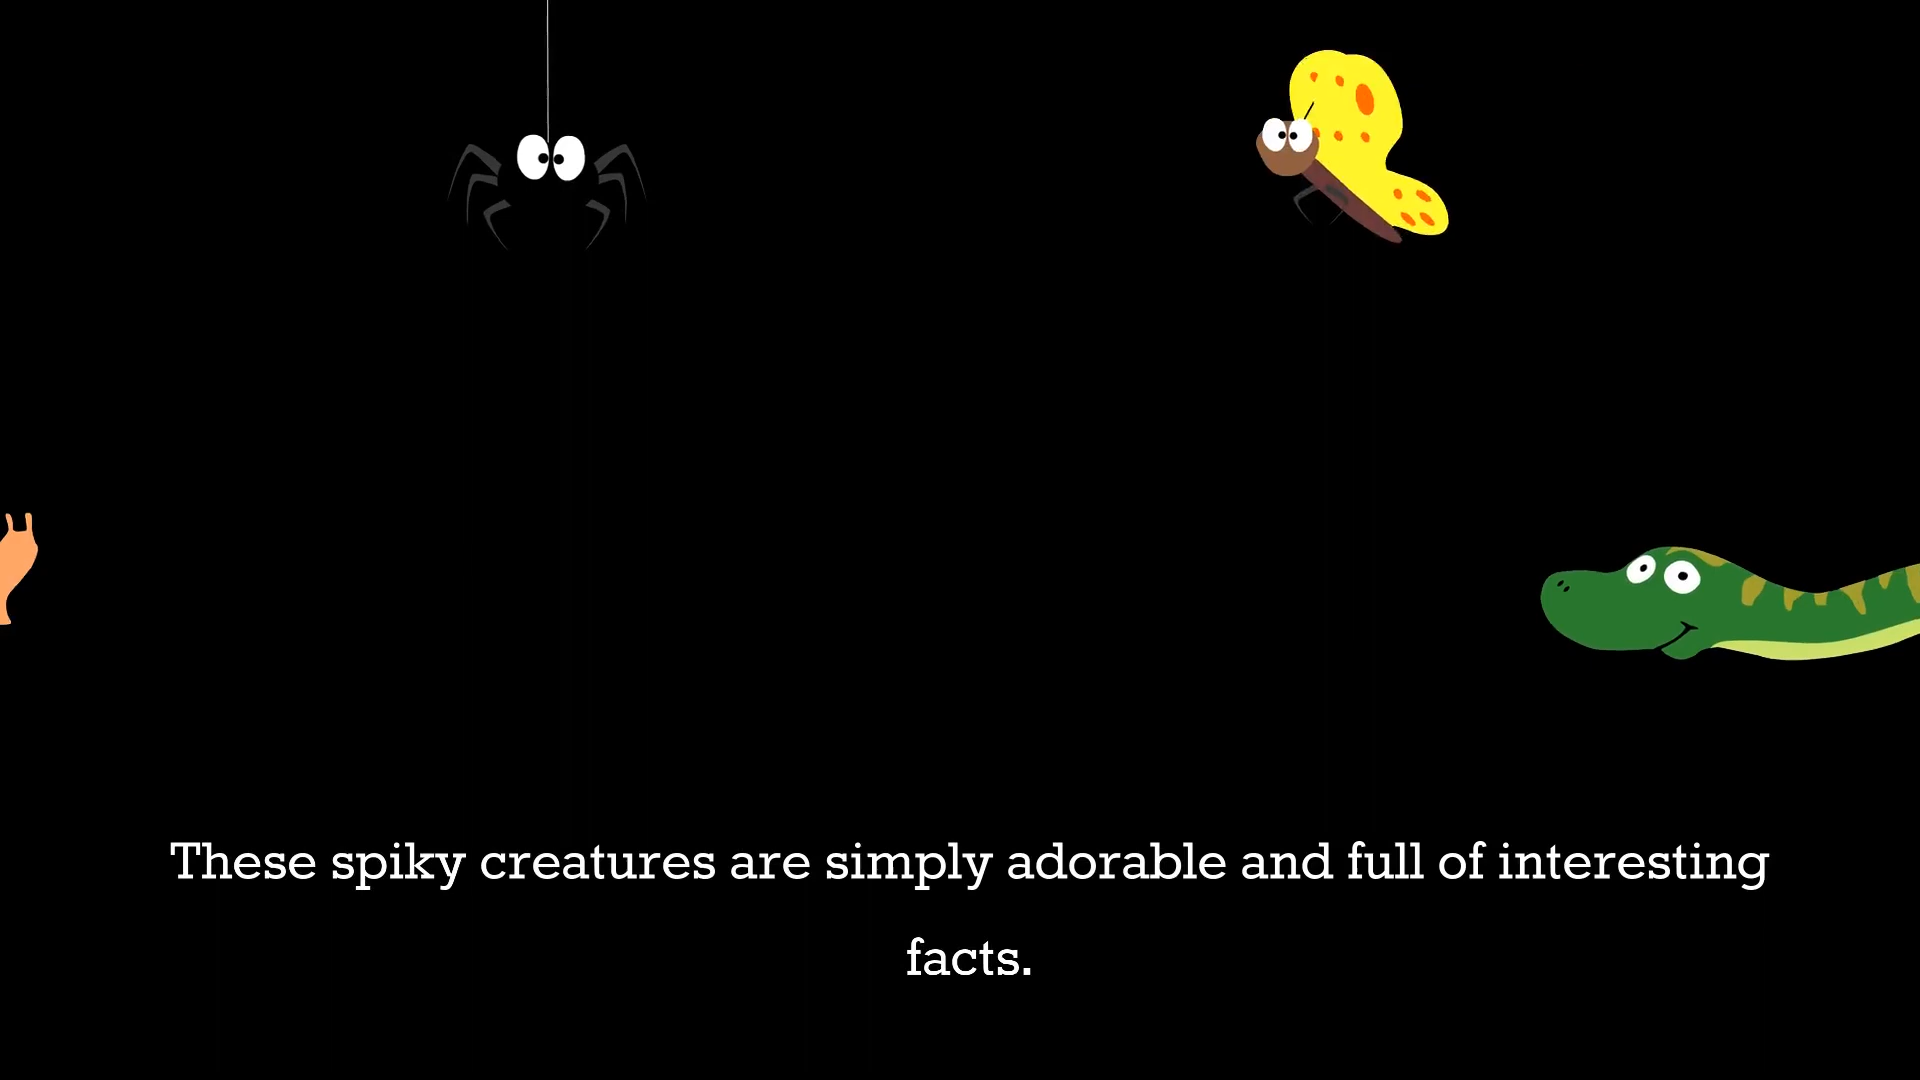 These spiky creatures are simply adorable and full of interesting
facts.